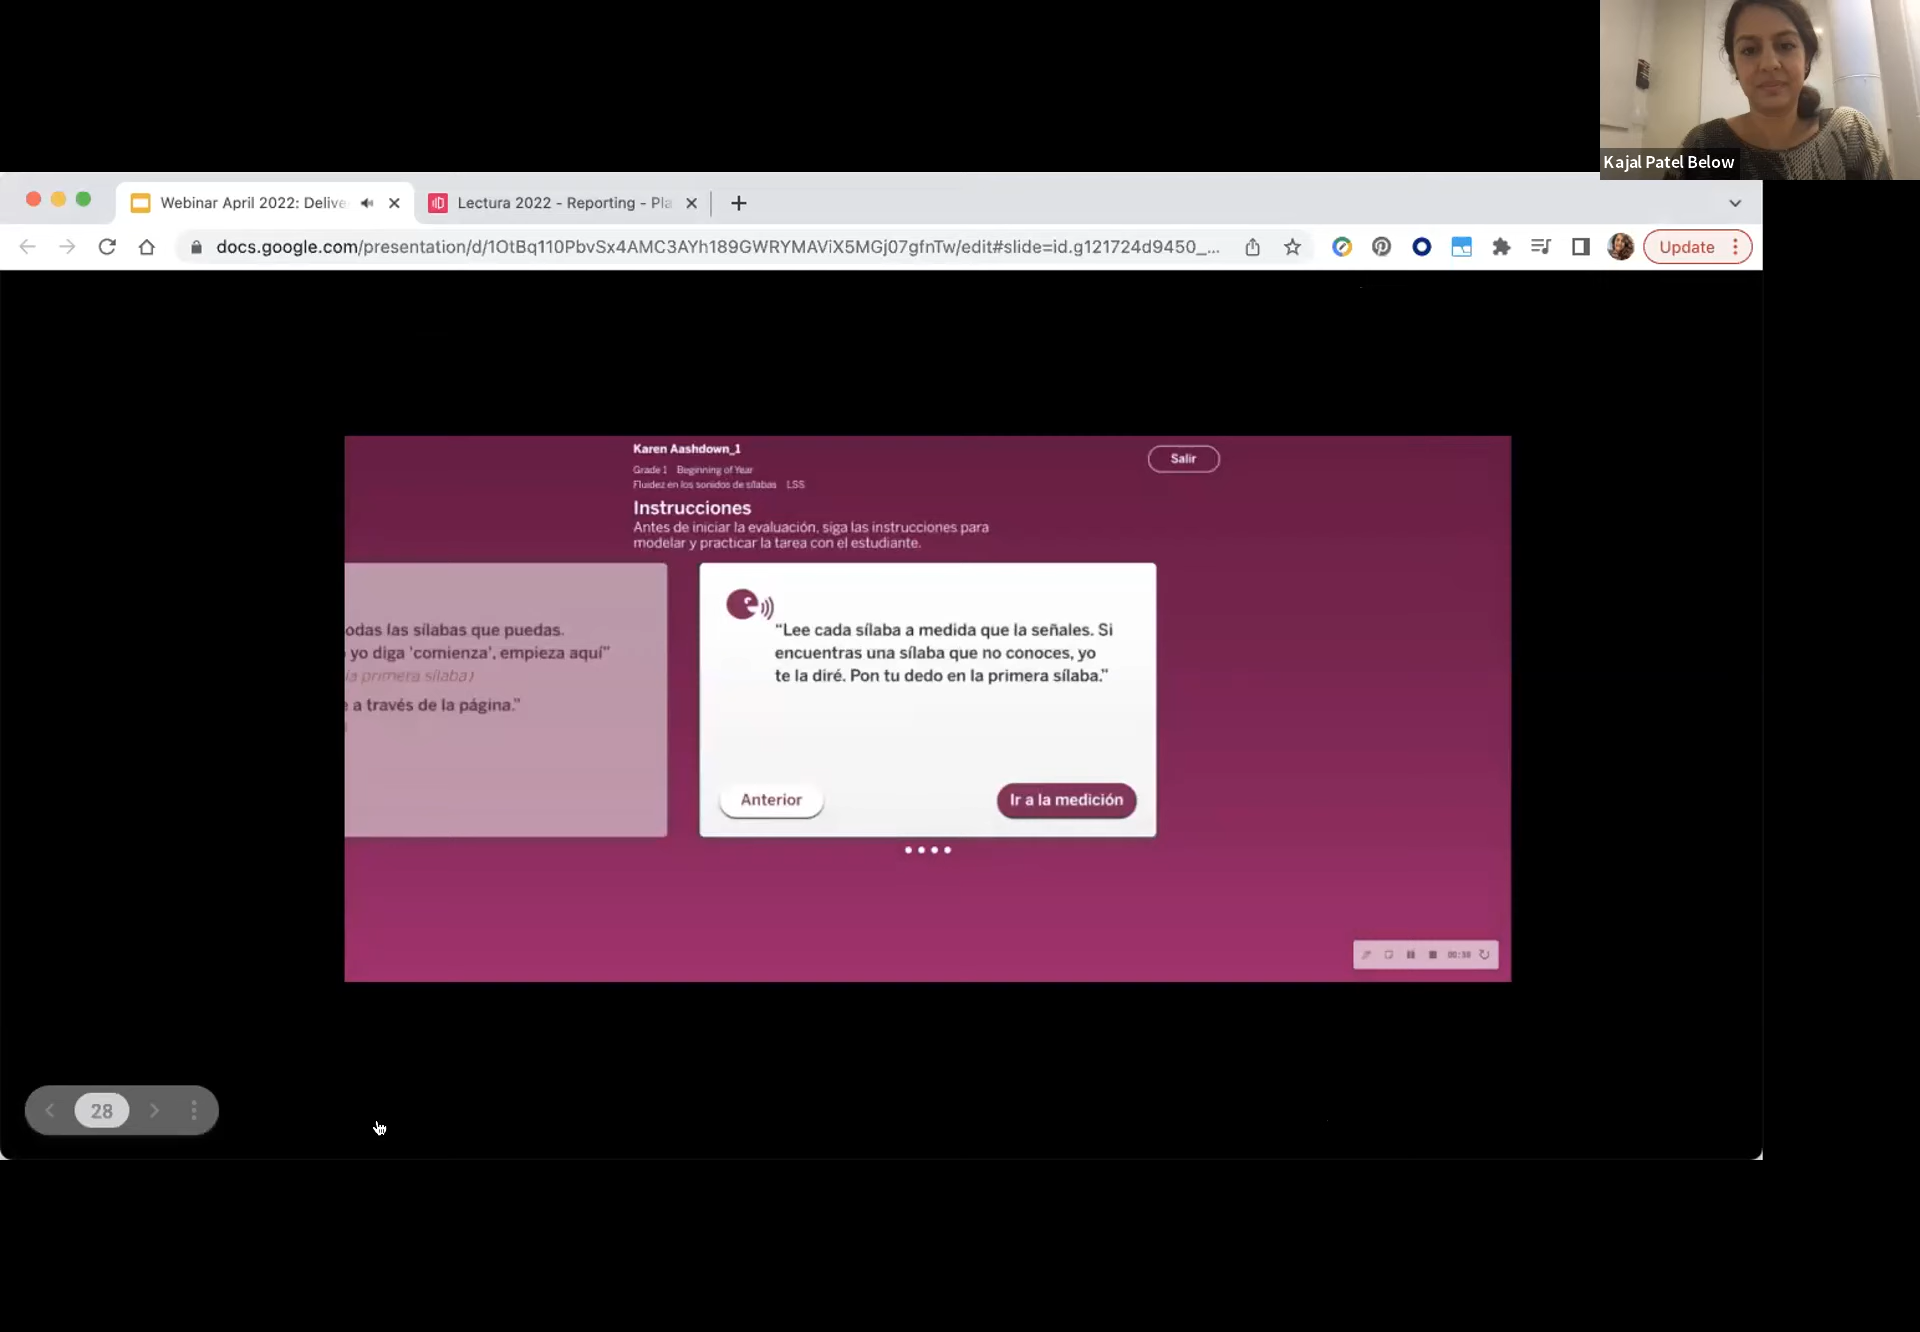 Kajal Patel Below
Webinar April 2022: Delive
Lectura 2022 - Reporting - Pla
docs.google.com/presentation/d/1OtBq110PbvSx4AMC3AYh189GWRYMAViX5MGj07gfnTw/edit#slide=id.g121724d9450_...
Update
Karen Aashdown_1
Salir
Grade 1 Beginning of Year
Fluidez en los sonidos de sílabas LSS
Instrucciones
Antes de iniciar la evaluación, siga las instrucciones para
modelar y practicar la tarea con el estudiante.
odas las sílabas que puedas.
yo diga 'comienza', empieza aquí”
la primera sílaba)
e a través de la página.”
“Lee cada sílaba a medida que la señales. Si
encuentras una sílaba que no conoces, yo
te la diré. Pon tu dedo en la primera sílaba.”
Anterior
Ir a la medición
28